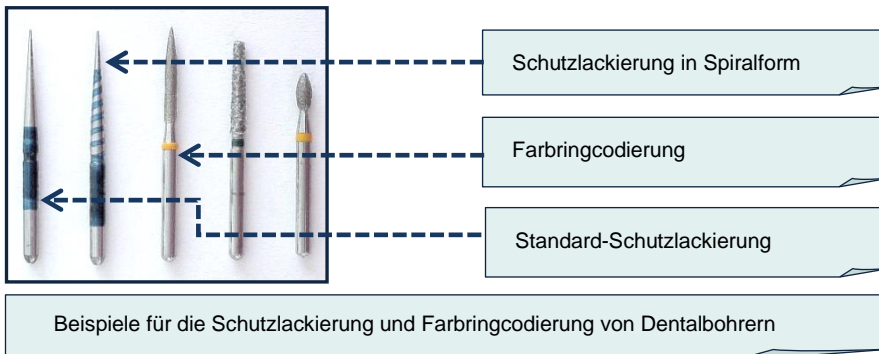 Schutzlackierung in Spiralform
Farbringcodierung
Standard-Schutzlackierung
Beispiele für die Schutzlackierung und Farbringcodierung von Dentalbohrern